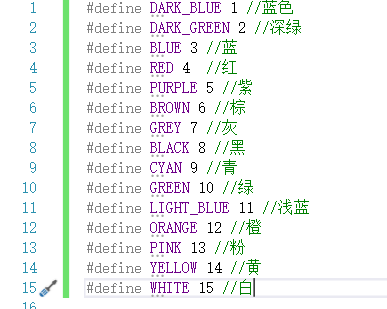 1 #define DARK_BLUE 1 //蓝色
2 #define DARK_GREEN 2 //深绿
3 #define BLUE 3 //蓝
4 #define RED 4  //红
5 #define PURPLE 5 //紫
6 #define BROWN 6 //棕
7 #define GREY 7 //灰
8 #define BLACK 8 //黑
9 #define CYAN 9 //青
10 #define GREEN 10 //绿
11 #define LIGHT_BLUE 11 //浅蓝
12 #define ORANGE 12 //橙
13 #define PINK 13 //粉
14 #define YELLOW 14 //黄
15 #define WHITE 15 //白
16